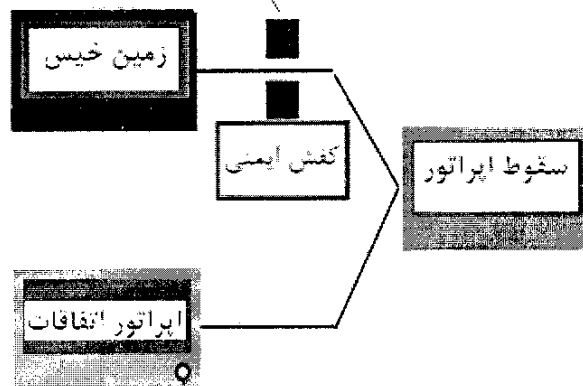 زمین خیس
کفش ایمنی
سقوط اپراتور
اپراتور اتفاقات